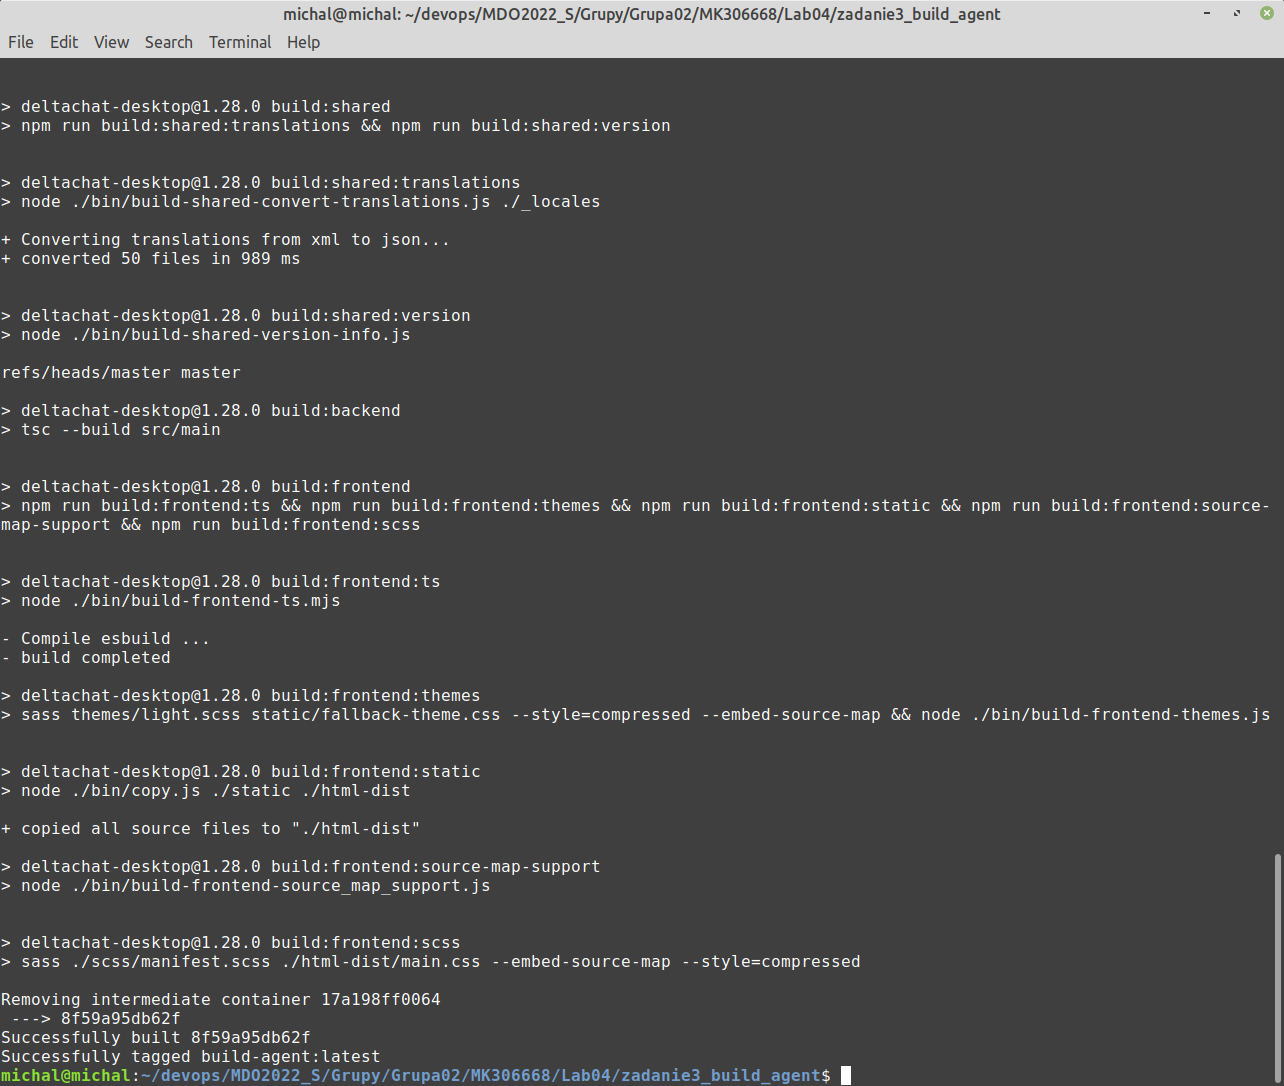 michal@michal: ~/devops/MDO2022_S/Grupy/Grupa02/MK306668/Lab04/zadanie3_build_agent
File Edit View Search Terminal Help
> deltachat-desktop@1.28.0 build:shared
> npm run build:shared:translations && npm run build:shared:version
> deltachat-desktop@1.28.0 build:shared:translations
> node ./bin/build-shared-convert-translations.js ./_locales
+ Converting translations from xml to json...
+ converted 50 files in 989 ms
> deltachat-desktop@1.28.0 build:shared:version
> node ./bin/build-shared-version-info.js
refs/heads/master master
> deltachat-desktop@1.28.0 build:backend
> tsc --build src/main
> deltachat-desktop@1.28.0 build:frontend
> npm run build:frontend:ts && npm run build:frontend:themes && npm run build:frontend:static && npm run build:frontend:source-
map-support && npm run build:frontend:scss
> deltachat-desktop@1.28.0 build:frontend:ts
> node ./bin/build-frontend-ts.mjs
- Compile esbuild ...
- build completed
> deltachat-desktop@1.28.0 build:frontend:themes
> sass themes/light.scss static/fallback-theme.css --style=compressed --embed-source-map && node ./bin/build-frontend-themes.js
> deltachat-desktop@1.28.0 build:frontend:static
> node ./bin/copy.js ./static ./html-dist
+ copied all source files to "./html-dist"
> deltachat-desktop@1.28.0 build:frontend:source-map-support
> node ./bin/build-frontend-source_map_support.js
> deltachat-desktop@1.28.0 build:frontend:scss
> sass ./scss/manifest.scss ./html-dist/main.css --embed-source-map --style=compressed
Removing intermediate container 17a198ff0064
 ---> 8f59a95db62f
Successfully built 8f59a95db62f
Successfully tagged build-agent:latest
michal@michal:~/devops/MDO2022_S/Grupy/Grupa02/MK306668/Lab04/zadanie3_build_agent$